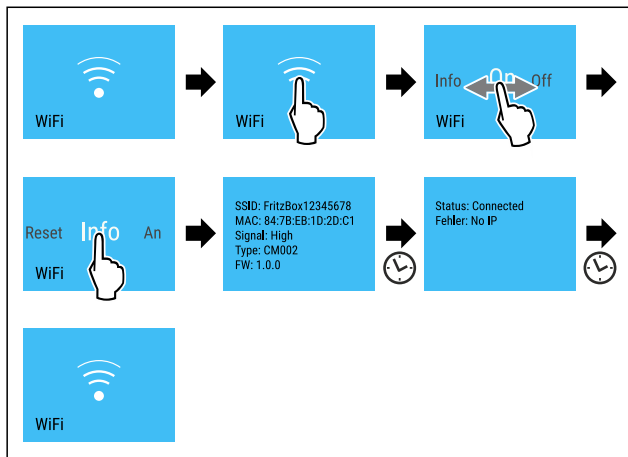 WiFi
WiFi
Info On Off
WiFi
Reset Info An
WiFi
SSID: FritzBox12345678
MAC: 84:7B:EB:1D:2D:C1
Signal: High
Type: CM002
FW: 1.0.0
Status: Connected
Fehler: No IP
WiFi